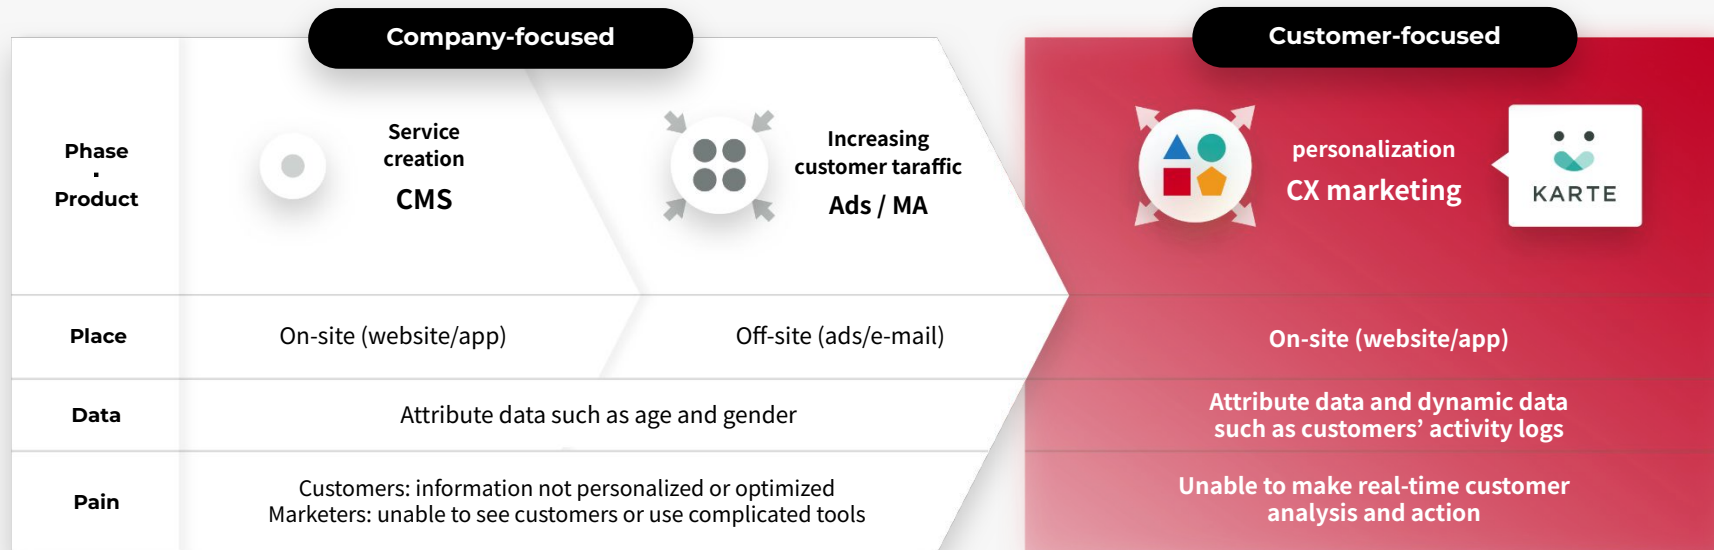 Company-focused
Customer-focused
Phase
·
Product
Service
creation
CMS
Increasing
customer taraffic
Ads / MA
personalization
CX marketing
KARTE
Place
On-site (website/app)
Off-site (ads/e-mail)
On-site (website/app)
Data
Attribute data such as age and gender
Attribute data and dynamic data
such as customers’ activity logs
Pain
Customers: information not personalized or optimized
Marketers: unable to see customers or use complicated tools
Unable to make real-time customer
analysis and action